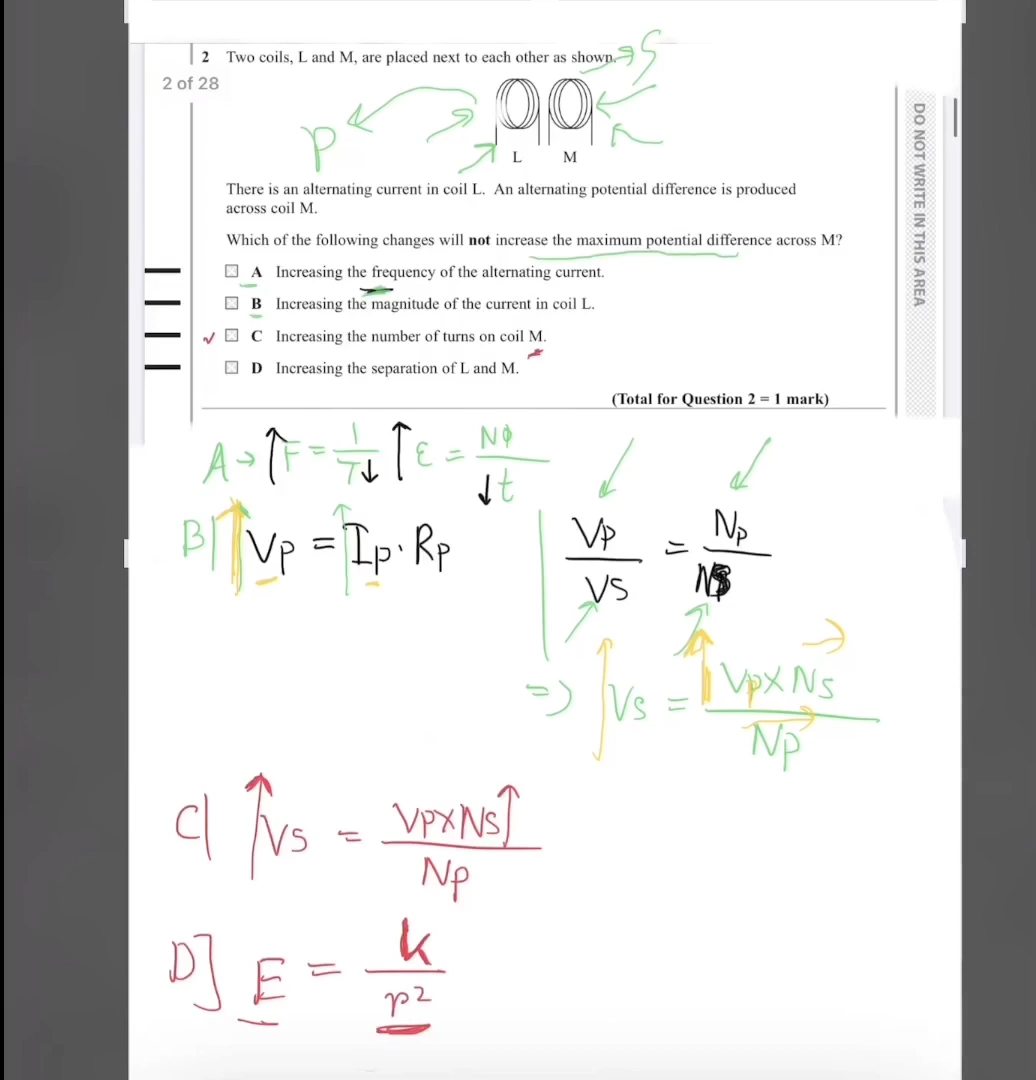 2 Two coils, L and M, are placed next to each other as shown.
S
2 of 28
P
L M
There is an alternating current in coil L. An alternating potential difference is produced
across coil M.
Which of the following changes will not increase the maximum potential difference across M?
A Increasing the frequency of the alternating current.
B Increasing the magnitude of the current in coil L.
C Increasing the number of turns on coil M.
D Increasing the separation of L and M.
(Total for Question 2 = 1 mark)
DO NOT WRITE IN THIS AREA
A → ↑F = 1/T↓ ↑ε = Nϕ/↓t
B] ↑Vp = ↑Ip · Rp
Vp/Vs = Np/Ns
=> ↑Vs = ↑Vp×Ns/Np
C] ↑Vs = Vp×Ns↑/Np
D] E = k/r²